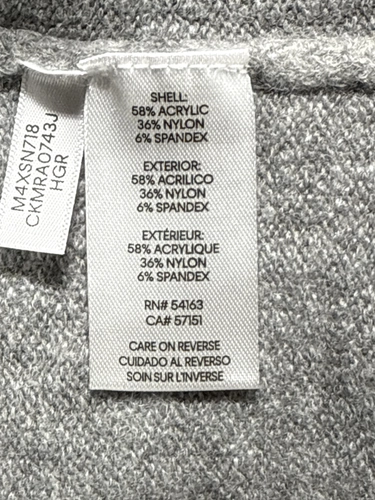 M4XSN718
CKMRA0743J
HGR
SHELL:
58% ACRYLIC
36% NYLON
6% SPANDEX
EXTERIOR:
58% ACRILICO
36% NYLON
6% SPANDEX
EXTÉRIEUR:
58% ACRYLIQUE
36% NYLON
6% SPANDEX
RN# 54163
CA# 57151
CARE ON REVERSE
CUIDADO AL REVERSO
SOIN SUR L'INVERSE